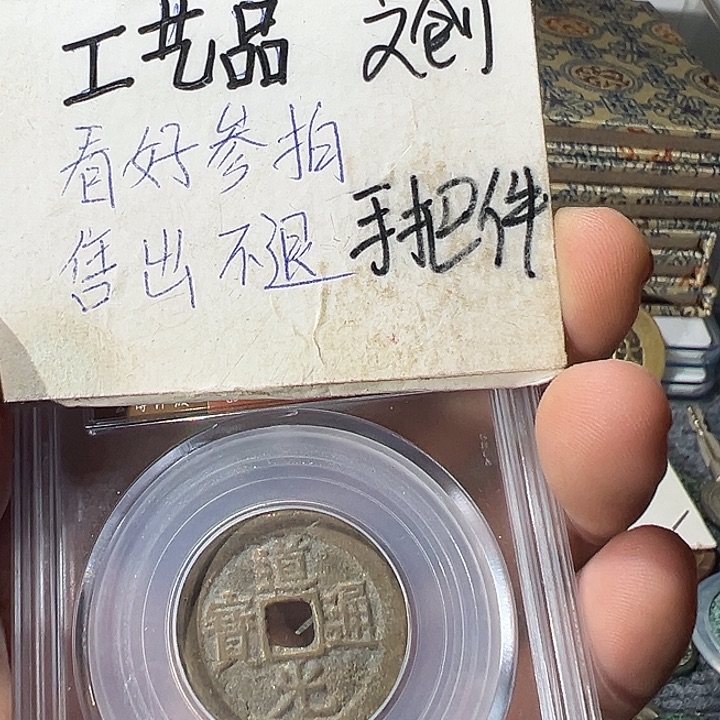 工艺品 文创
看好参拍
售出不退 手把件
道光通寶